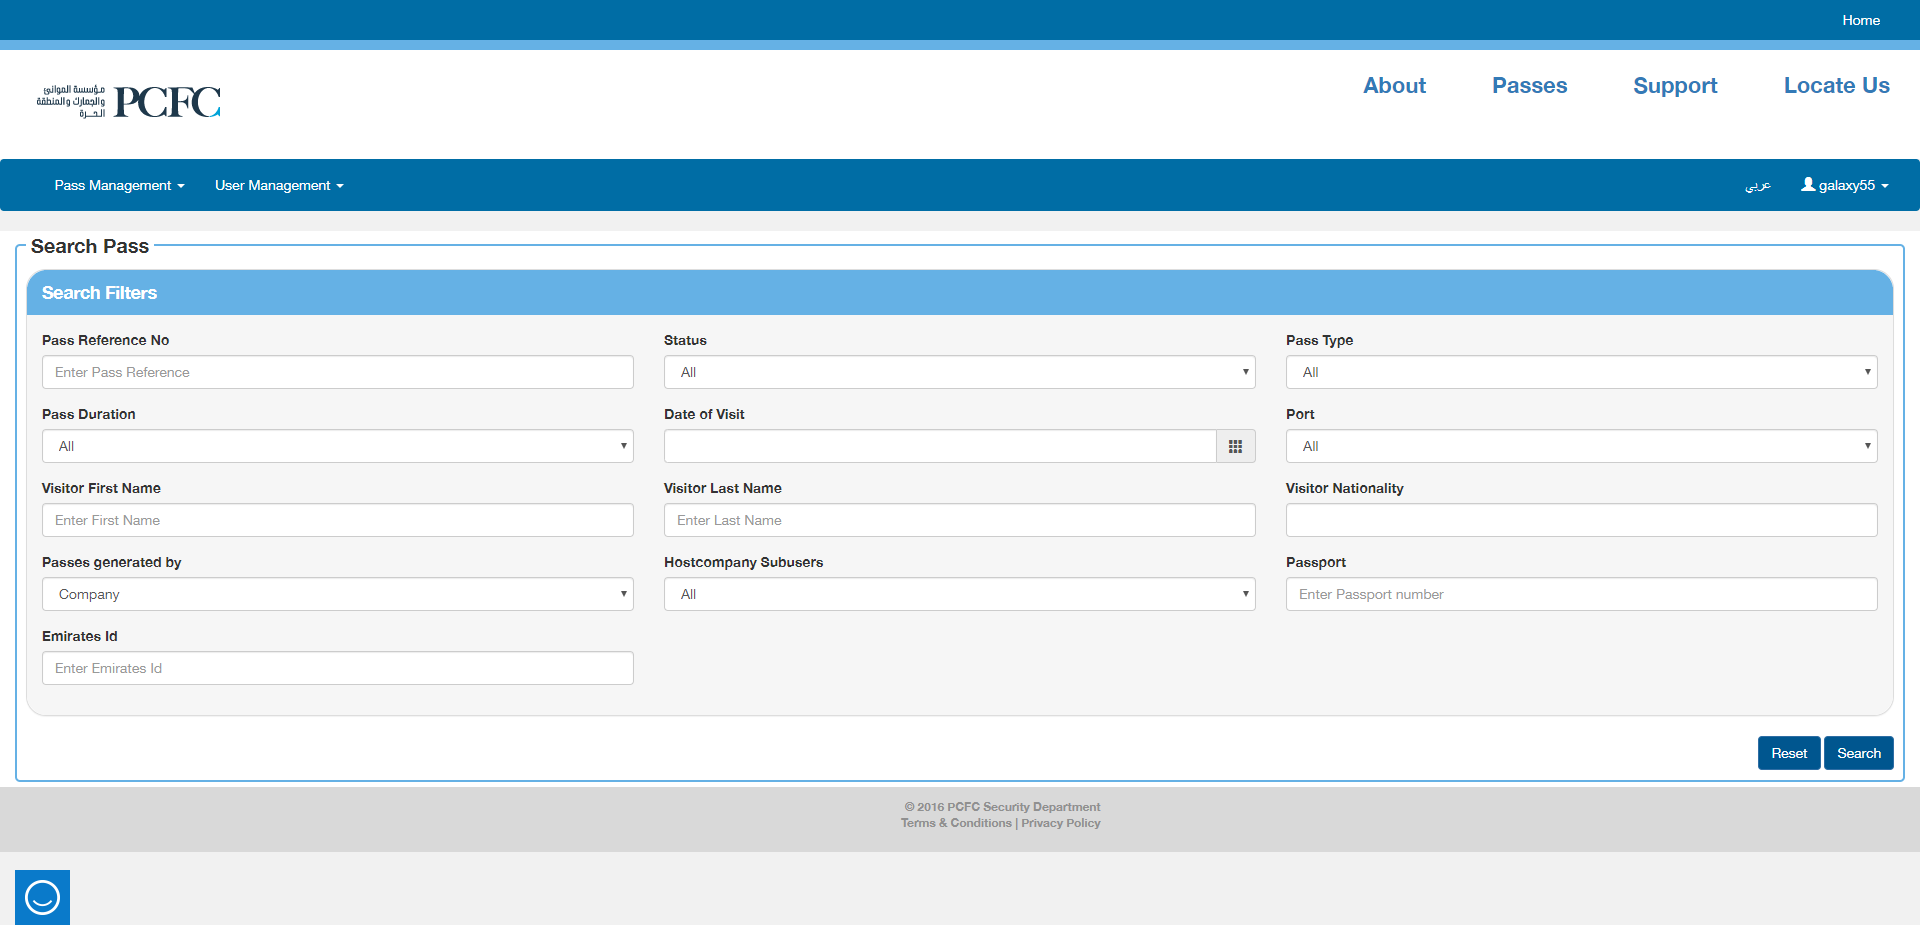 Home
مؤسسة الموانئ
والجمارك والمنطقة
الحرة
PCFC
About
Passes
Support
Locate Us
Pass Management
User Management
عربي
galaxy55
Search Pass
Search Filters
Pass Reference No
Status
Pass Type
Enter Pass Reference
All
All
Pass Duration
Date of Visit
Port
All
All
Visitor First Name
Visitor Last Name
Visitor Nationality
Enter First Name
Enter Last Name
Passes generated by
Hostcompany Subusers
Passport
Company
All
Enter Passport number
Emirates Id
Enter Emirates Id
Reset
Search
© 2016 PCFC Security Department
Terms & Conditions | Privacy Policy